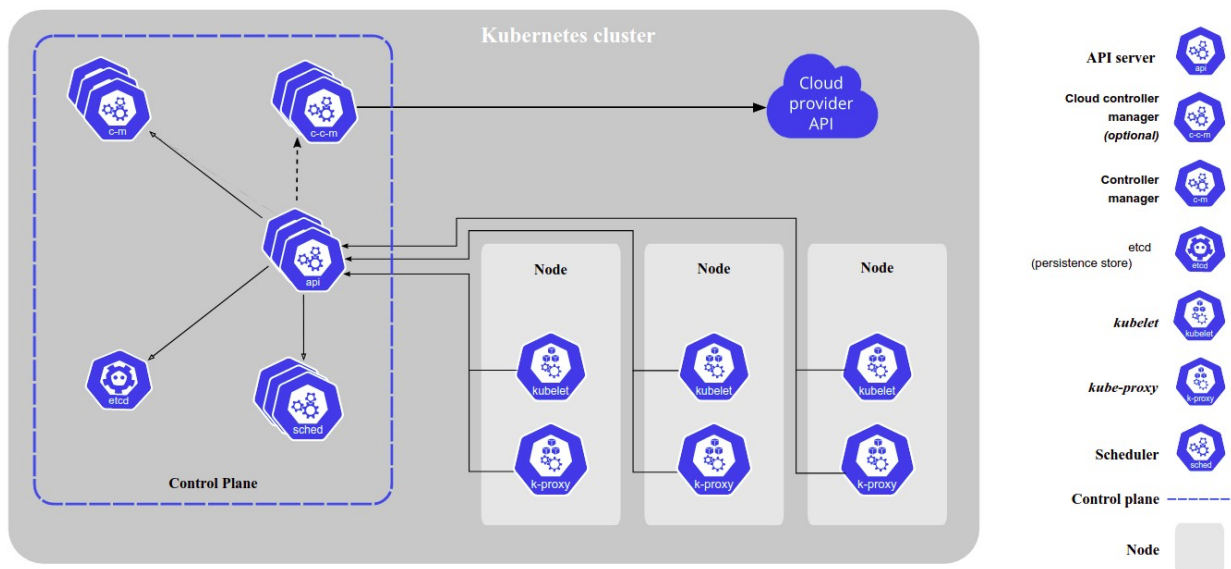 Kubernetes cluster
c-m
c-c-m
Cloud
provider
API
api
etcd
sched
Control Plane
Node
kubelet
k-proxy
Node
kubelet
k-proxy
Node
kubelet
k-proxy
API server
api
Cloud controller
manager
(optional)
c-c-m
Controller
manager
c-m
etcd
(persistence store)
etcd
kubelet
kubelet
kube-proxy
k-proxy
Scheduler
sched
Control plane
Node